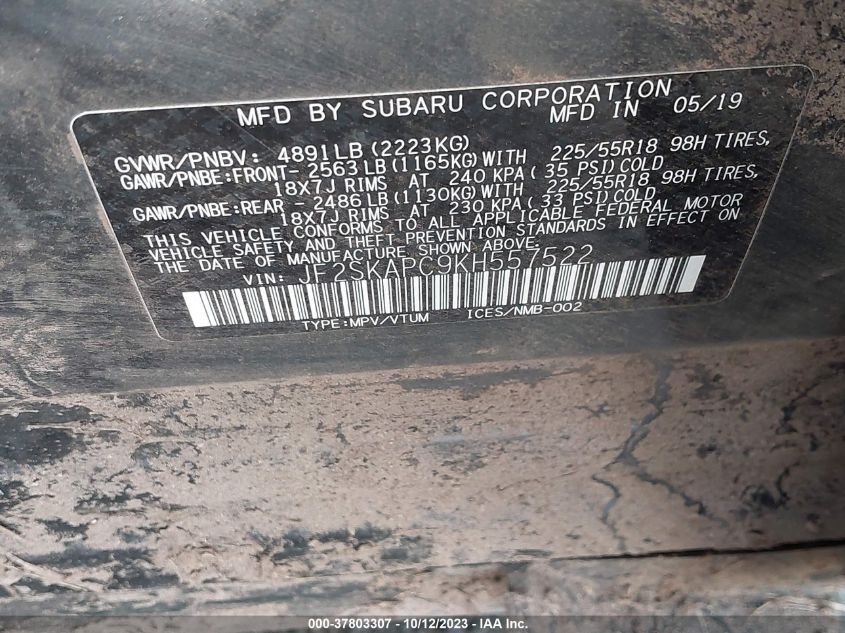 MFD BY SUBARU CORPORATION
MFD IN 05/19
GVWR/PNBV: 4891LB (2223KG)
GAWR/PNBE:FRONT- 2563 LB (1165KG) WITH 225/55R18 98H TIRES,
18X7J RIMS AT 240 KPA ( 35 PSI) COLD
GAWR/PNBE:REAR - 2486 LB (1130KG) WITH 225/55R18 98H TIRES,
18X7J RIMS AT 230 KPA ( 33 PSI) COLD.
THIS VEHICLE CONFORMS TO ALL APPLICABLE FEDERAL MOTOR
VEHICLE SAFETY AND THEFT PREVENTION STANDARDS IN EFFECT ON
THE DATE OF MANUFACTURE SHOWN ABOVE.
VIN: JF2SKAPC9KH557522
TYPE:MPV/VTUM ICES/NMB-002
000-37803307 - 10/12/2023 - IAA Inc.